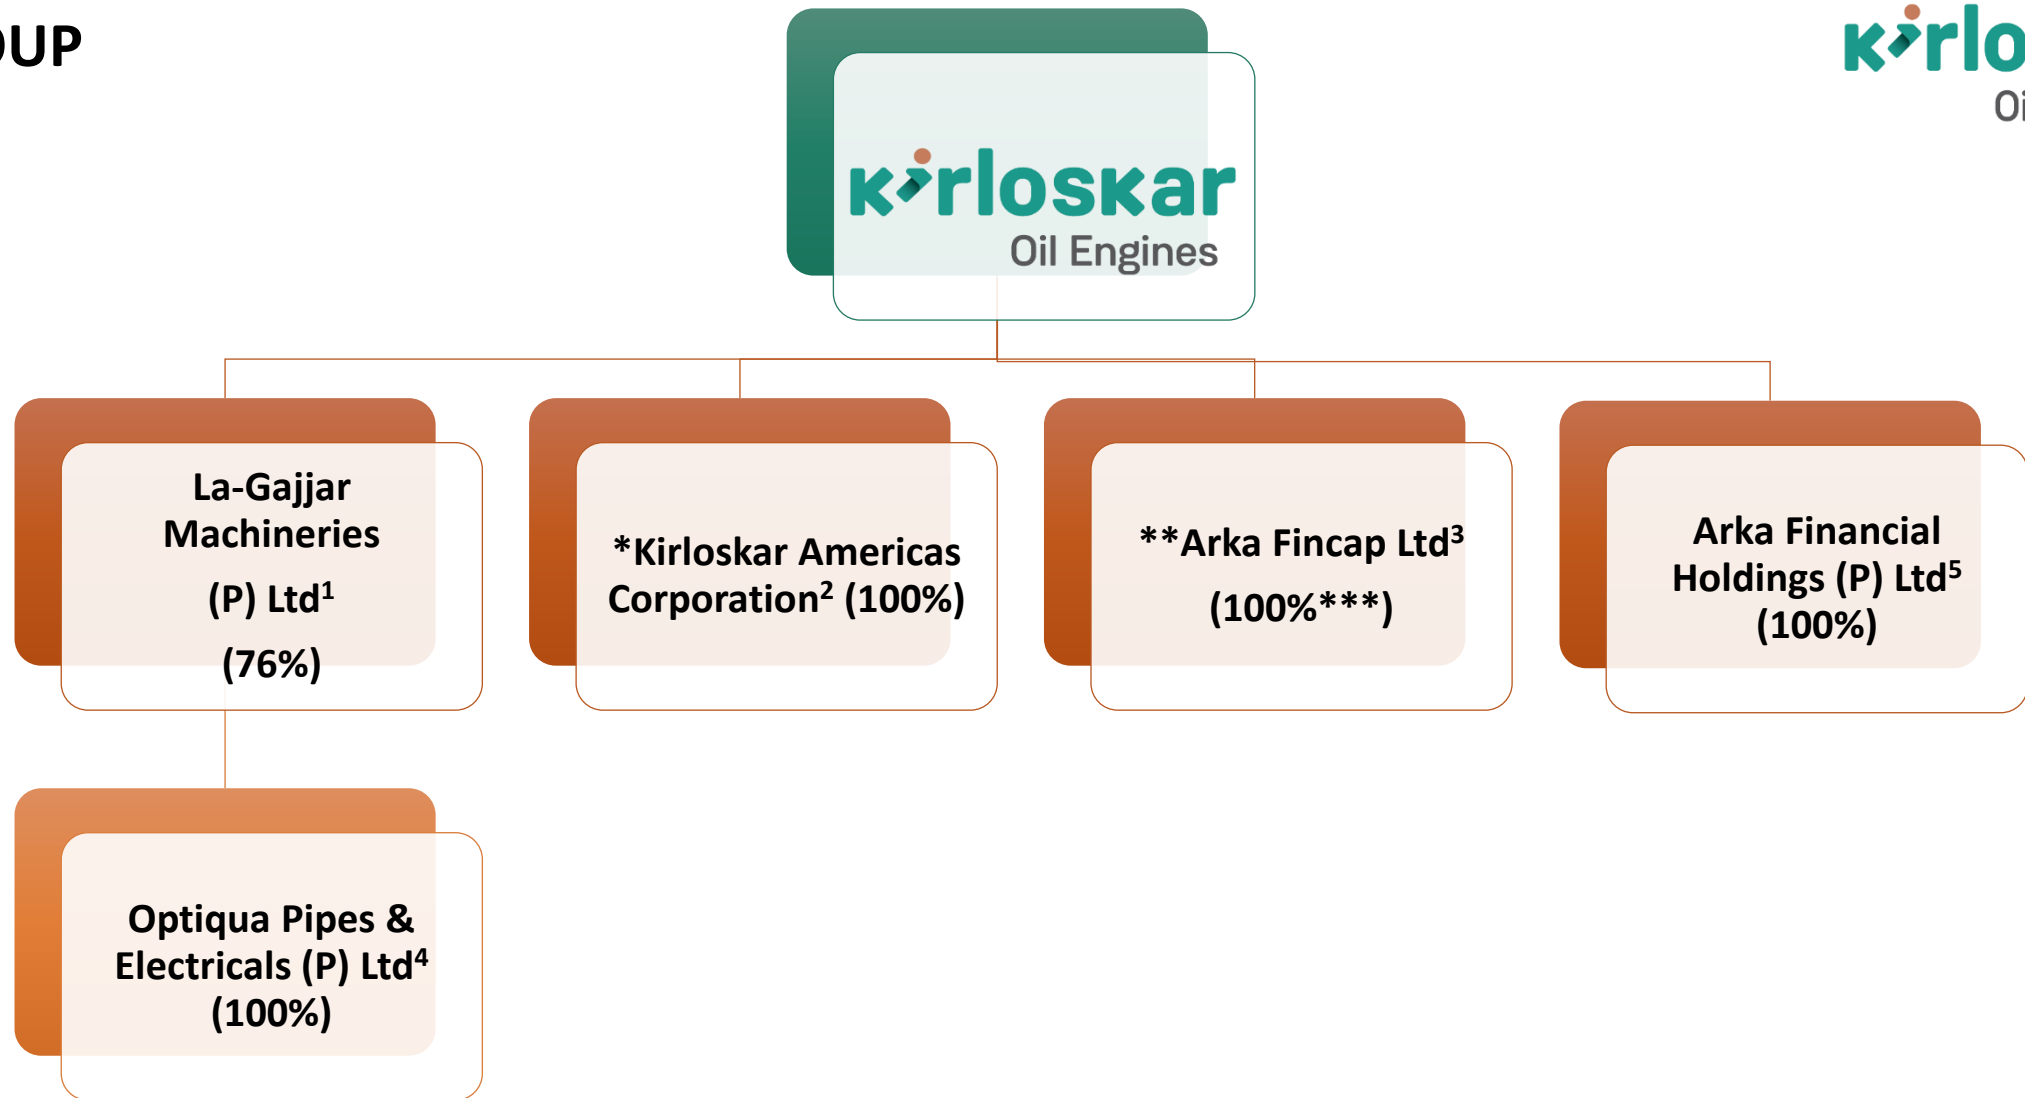 OUP
Kirlo
Oi
Kirloskar
Oil Engines
La-Gajjar
Machineries
(P) Ltd¹
(76%)
*Kirloskar Americas
Corporation² (100%)
**Arka Fincap Ltd³
(100%***)
Arka Financial
Holdings (P) Ltd⁵
(100%)
Optiqua Pipes &
Electricals (P) Ltd⁴
(100%)